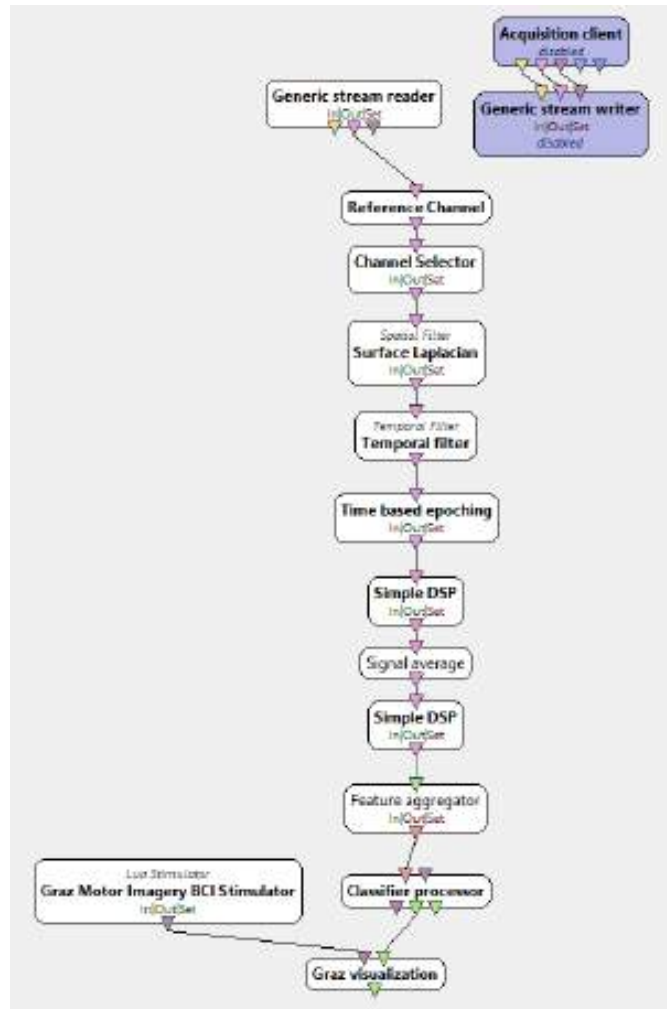 Acquisition client
disabled
Generic stream reader
In|Out|Set
Generic stream writer
In|Out|Set
disabled
Reference Channel
Channel Selector
In|Out|Set
Spatial Filter
Surface Laplacian
In|Out|Set
Temporal Filter
Temporal filter
Time based epoching
In|Out|Set
Simple DSP
In|Out|Set
Signal average
Simple DSP
In|Out|Set
Feature aggregator
In|Out|Set
Lua Stimulator
Graz Motor Imagery BCI Stimulator
In|Out|Set
Classifier processor
Graz visualization